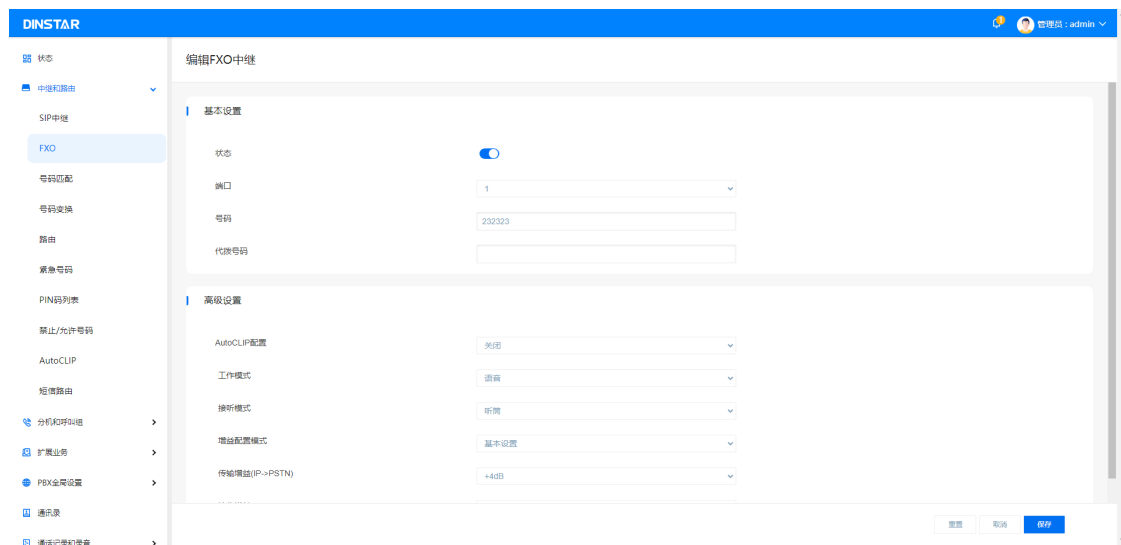 DINSTAR
管理员 : admin
状态
中继和路由
SIP中继
FXO
号码匹配
号码变换
路由
紧急号码
PIN码列表
禁止/允许号码
AutoCLIP
短信路由
分机和呼叫组
扩展业务
PBX全局设置
通讯录
通话记录和录音
编辑FXO中继
基本设置
状态
端口
1
号码
232323
代拨号码
高级设置
AutoCLIP配置
关闭
工作模式
语音
接听模式
听筒
增益配置模式
基本设置
传输增益(IP->PSTN)
+4dB
重置
取消
保存